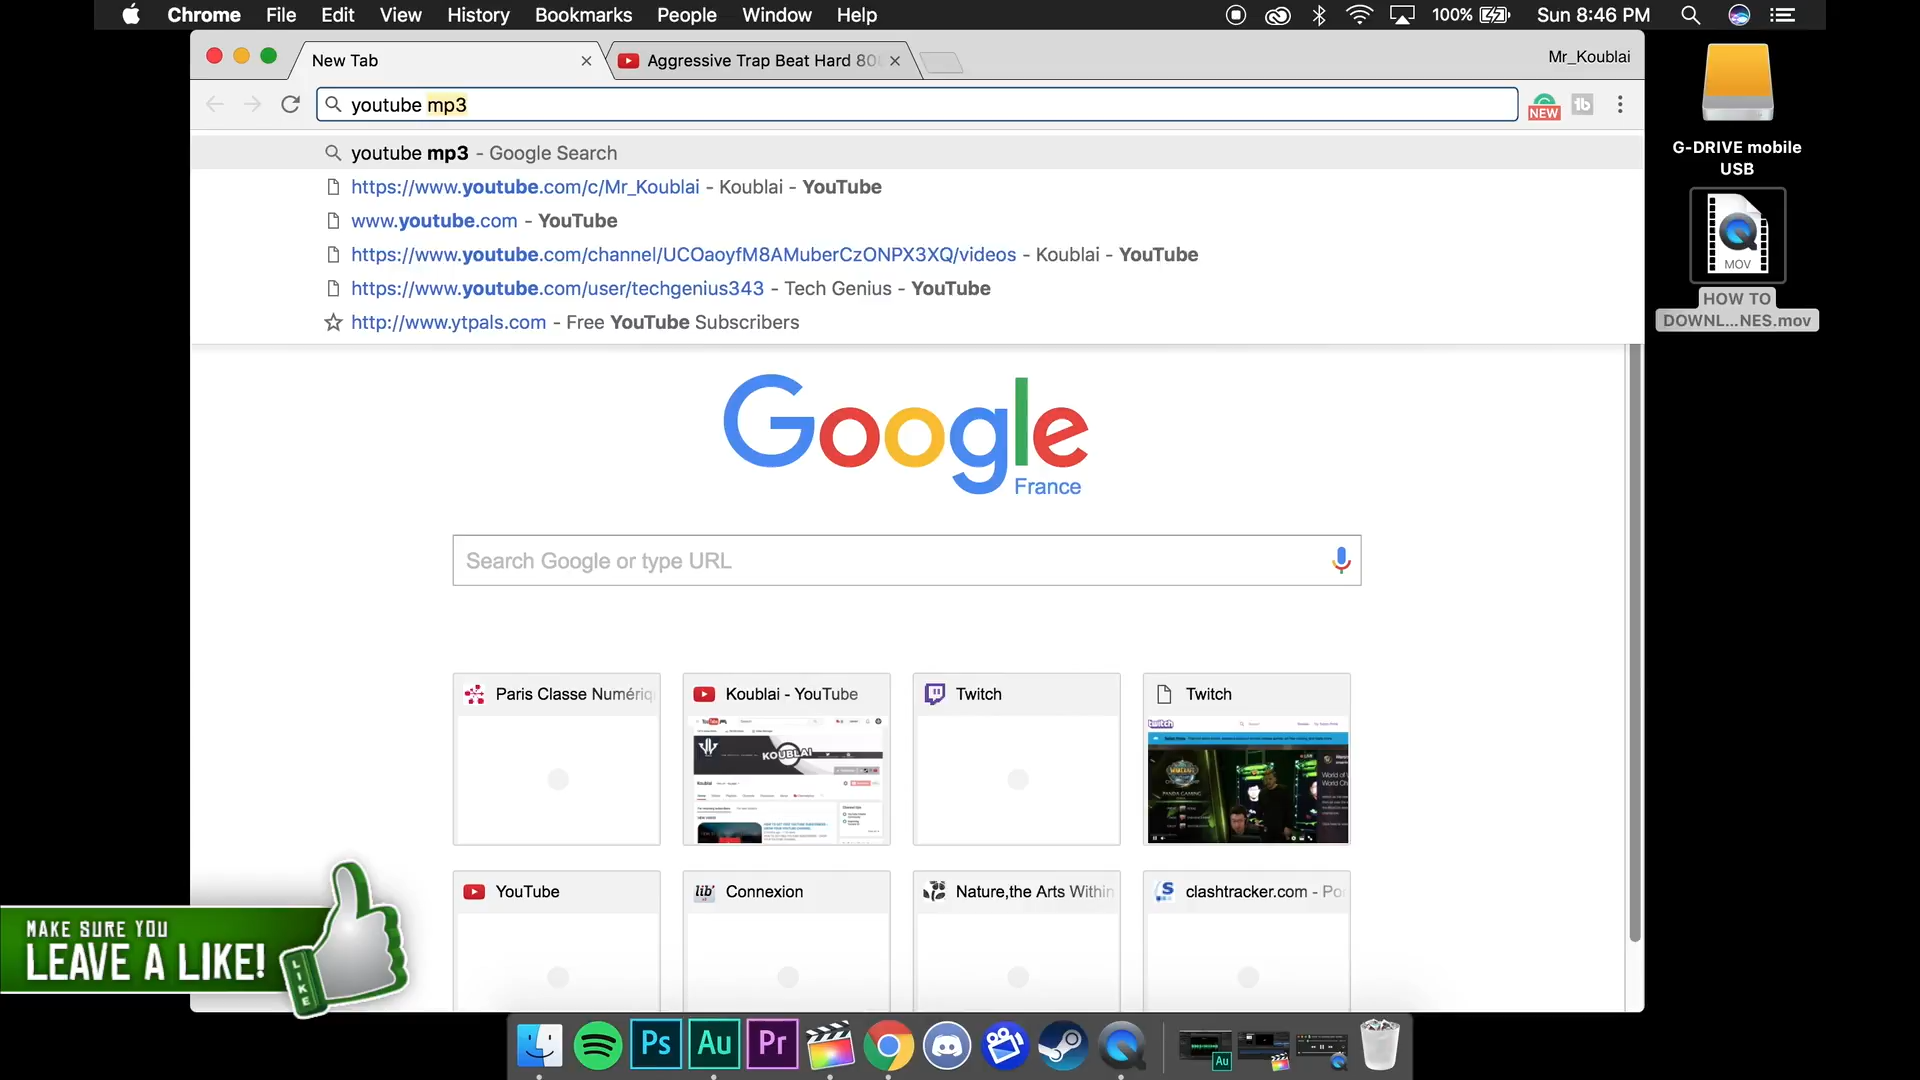 Chrome File Edit View History Bookmarks People Window Help 100% Sun 8:46 PM
New Tab Aggressive Trap Beat Hard 80 Mr_Koublai
youtube mp3 NEW
youtube mp3 - Google Search
https://www.youtube.com/c/Mr_Koublai - Koublai - YouTube
www.youtube.com - YouTube
https://www.youtube.com/channel/UCOaoyfM8AMuberCzONPX3XQ/videos - Koublai - YouTube
https://www.youtube.com/user/techgenius343 - Tech Genius - YouTube
http://www.ytpals.com - Free YouTube Subscribers
G-DRIVE mobile
USB
MOV
HOW TO
DOWNL...NES.mov
Google
France
Search Google or type URL
Paris Classe Numériq Koublai - YouTube Twitch Twitch
KOUBLAI
twitch
YouTube lib' Connexion Nature,the Arts Within clashtracker.com - Po
MAKE SURE YOU
LEAVE A LIKE!
LIKE
Ps Au Pr Au